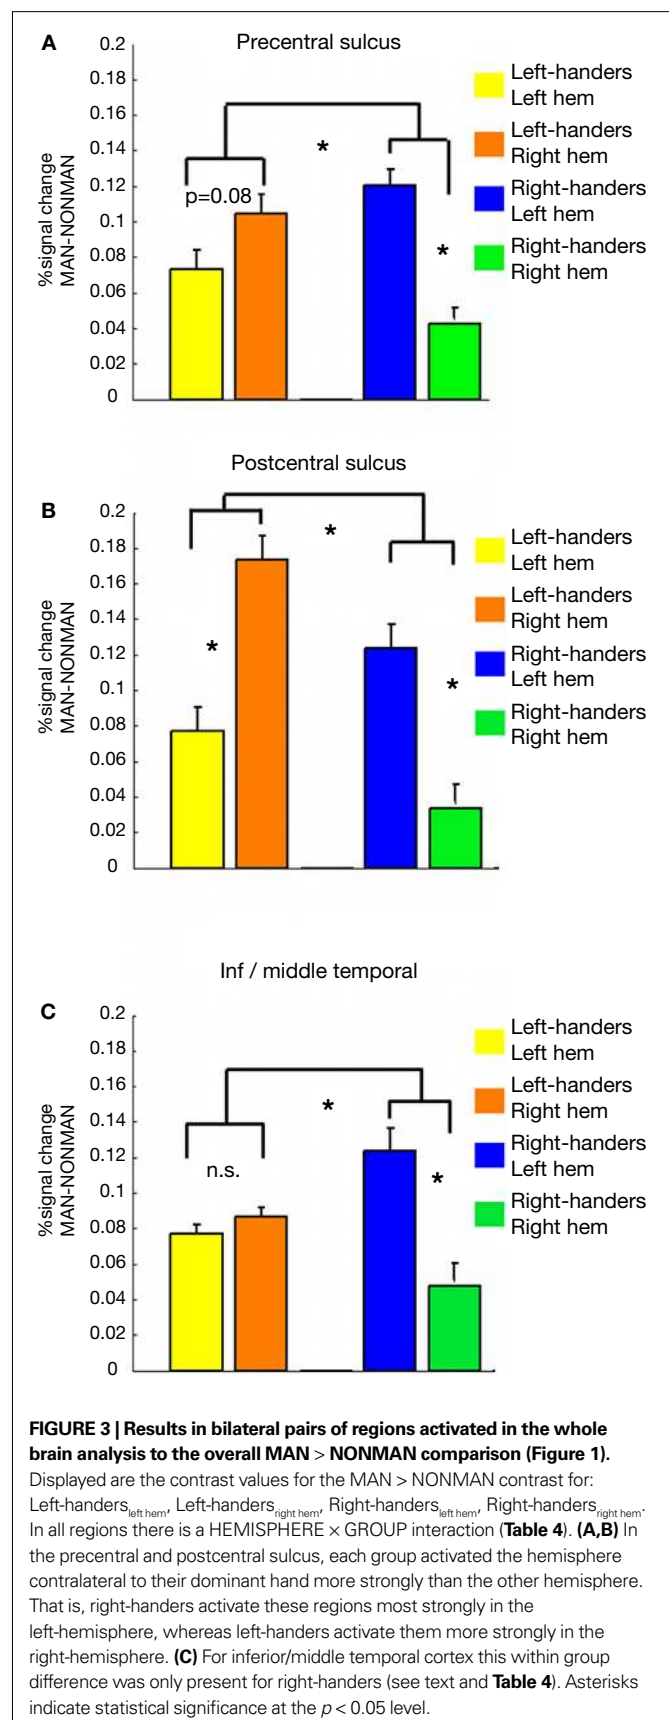 A
Precentral sulcus
0.2
0.18
0.16
0.14
0.12
0.1
0.08
0.06
0.04
0.02
0
%signal change
MAN-NONMAN
p=0.08
*
*
Left-handers
Left hem
Left-handers
Right hem
Right-handers
Left hem
Right-handers
Right hem
Postcentral sulcus
B
0.2
0.18
0.16
0.14
0.12
0.1
0.08
0.06
0.04
0.02
0
%signal change
MAN-NONMAN
*
*
*
Left-handers
Left hem
Left-handers
Right hem
Right-handers
Left hem
Right-handers
Right hem
Inf / middle temporal
C
0.2
0.18
0.16
0.14
0.12
0.1
0.08
0.06
0.04
0.02
0
%signal change
MAN-NONMAN
n.s.
*
*
Left-handers
Left hem
Left-handers
Right hem
Right-handers
Left hem
Right-handers
Right hem
FIGURE 3 | Results in bilateral pairs of regions activated in the whole
brain analysis to the overall MAN > NONMAN comparison (Figure 1).
Displayed are the contrast values for the MAN > NONMAN contrast for:
Left-handers left hem, Left-handers right hem, Right-handers left hem, Right-handers right hem.
In all regions there is a HEMISPHERE × GROUP interaction (Table 4). (A,B) In
the precentral and postcentral sulcus, each group activated the hemisphere
contralateral to their dominant hand more strongly than the other hemisphere.
That is, right-handers activate these regions most strongly in the
left-hemisphere, whereas left-handers activate them more strongly in the
right-hemisphere. (C) For inferior/middle temporal cortex this within group
difference was only present for right-handers (see text and Table 4). Asterisks
indicate statistical significance at the p < 0.05 level.